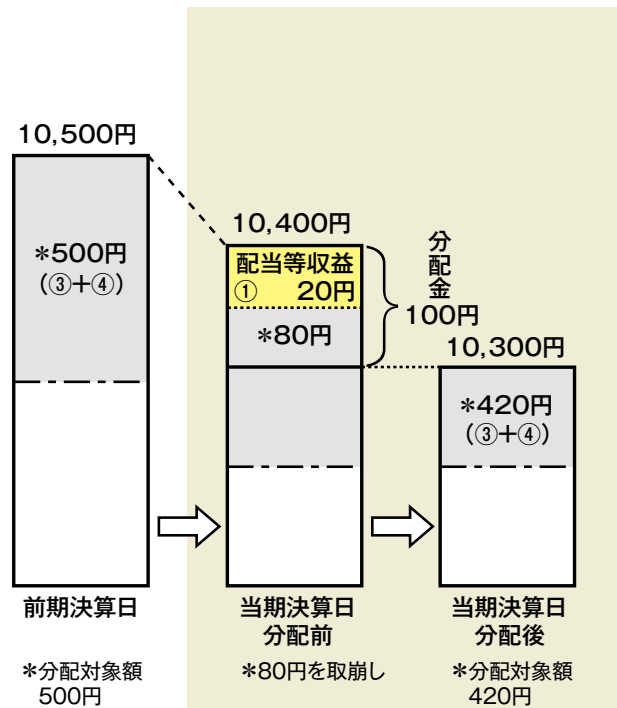 10,500円
*500円
(③+④)
前期決算日
*分配対象額
500円
10,400円
配当等収益
① 20円
*80円
分配金
100円
当期決算日
分配前
*80円を取崩し
10,300円
*420円
(③+④)
当期決算日
分配後
*分配対象額
420円